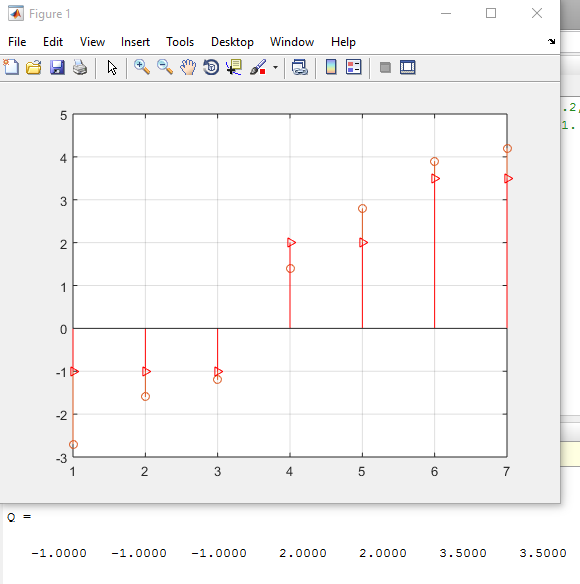 Figure 1
File Edit View Insert Tools Desktop Window Help
.2,
1.
5
4
3
2
1
0
-1
-2
-3
1 2 3 4 5 6 7
Q =
-1.0000 -1.0000 -1.0000 2.0000 2.0000 3.5000 3.5000